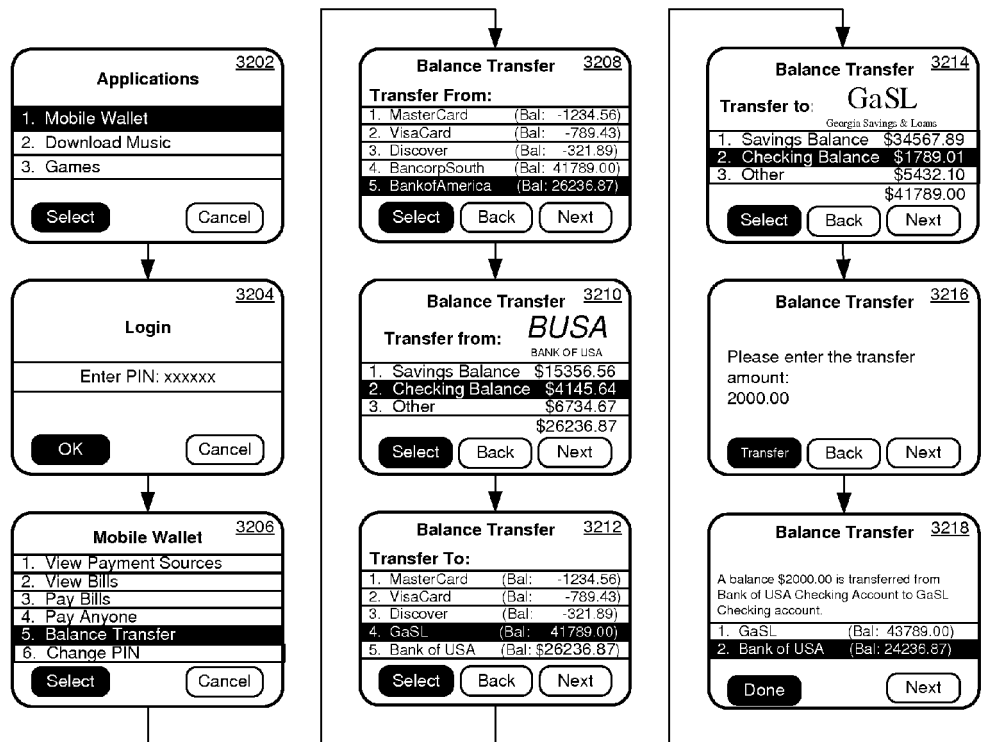 3202
Applications
1. Mobile Wallet
2. Download Music
3. Games
Select Cancel
3204
Login
Enter PIN: xxxxxx
OK Cancel
3206
Mobile Wallet
1. View Payment Sources
2. View Bills
3. Pay Bills
4. Pay Anyone
5. Balance Transfer
6. Change PIN
Select Cancel
Balance Transfer 3208
Transfer From:
1. MasterCard (Bal: -1234.56)
2. VisaCard (Bal: -789.43)
3. Discover (Bal: -321.89)
4. BancorpSouth (Bal: 41789.00)
5. BankofAmerica (Bal: 26236.87)
Select Back Next
Balance Transfer 3210
Transfer from: BUSA
BANK OF USA
1. Savings Balance $15356.56
2. Checking Balance $4145.64
3. Other $6734.67
$26236.87
Select Back Next
Balance Transfer 3212
Transfer To:
1. MasterCard (Bal: -1234.56)
2. VisaCard (Bal: -789.43)
3. Discover (Bal: -321.89)
4. GaSL (Bal: 41789.00)
5. Bank of USA (Bal: $26236.87)
Select Back Next
Balance Transfer 3214
Transfer to: GaSL
Georgia Savings & Loans
1. Savings Balance $34567.89
2. Checking Balance $1789.01
3. Other $5432.10
$41789.00
Select Back Next
Balance Transfer 3216
Please enter the transfer
amount:
2000.00
Transfer Back Next
Balance Transfer 3218
A balance $2000.00 is transferred from
Bank of USA Checking Account to GaSL
Checking account.
1. GaSL (Bal: 43789.00)
2. Bank of USA (Bal: 24236.87)
Done Next